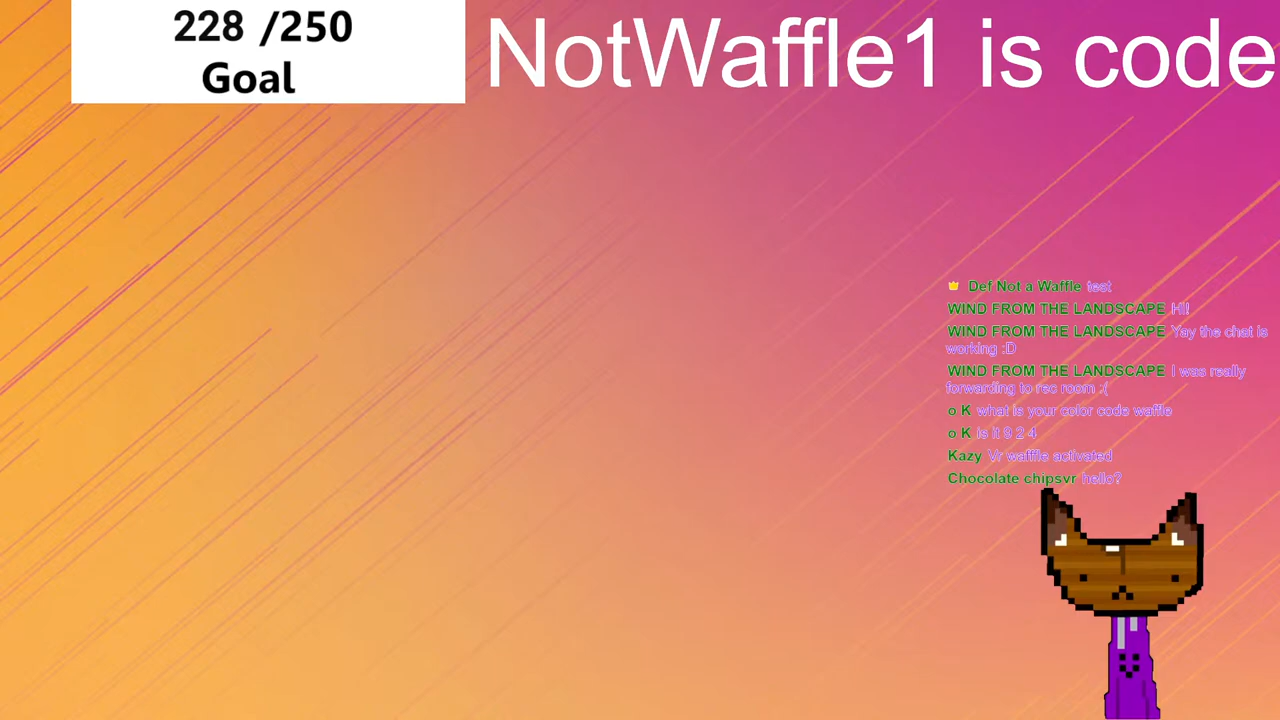 228 /250
Goal
NotWaffle1 is code
Def Not a Waffle test
WIND FROM THE LANDSCAPE HI!
WIND FROM THE LANDSCAPE Yay the chat is
working :D
WIND FROM THE LANDSCAPE I was really
forwarding to rec room :(
o K what is your color code waffle
o K is it 9 2 4
Kazy Vr wafffle activated
Chocolate chipsvr hello?